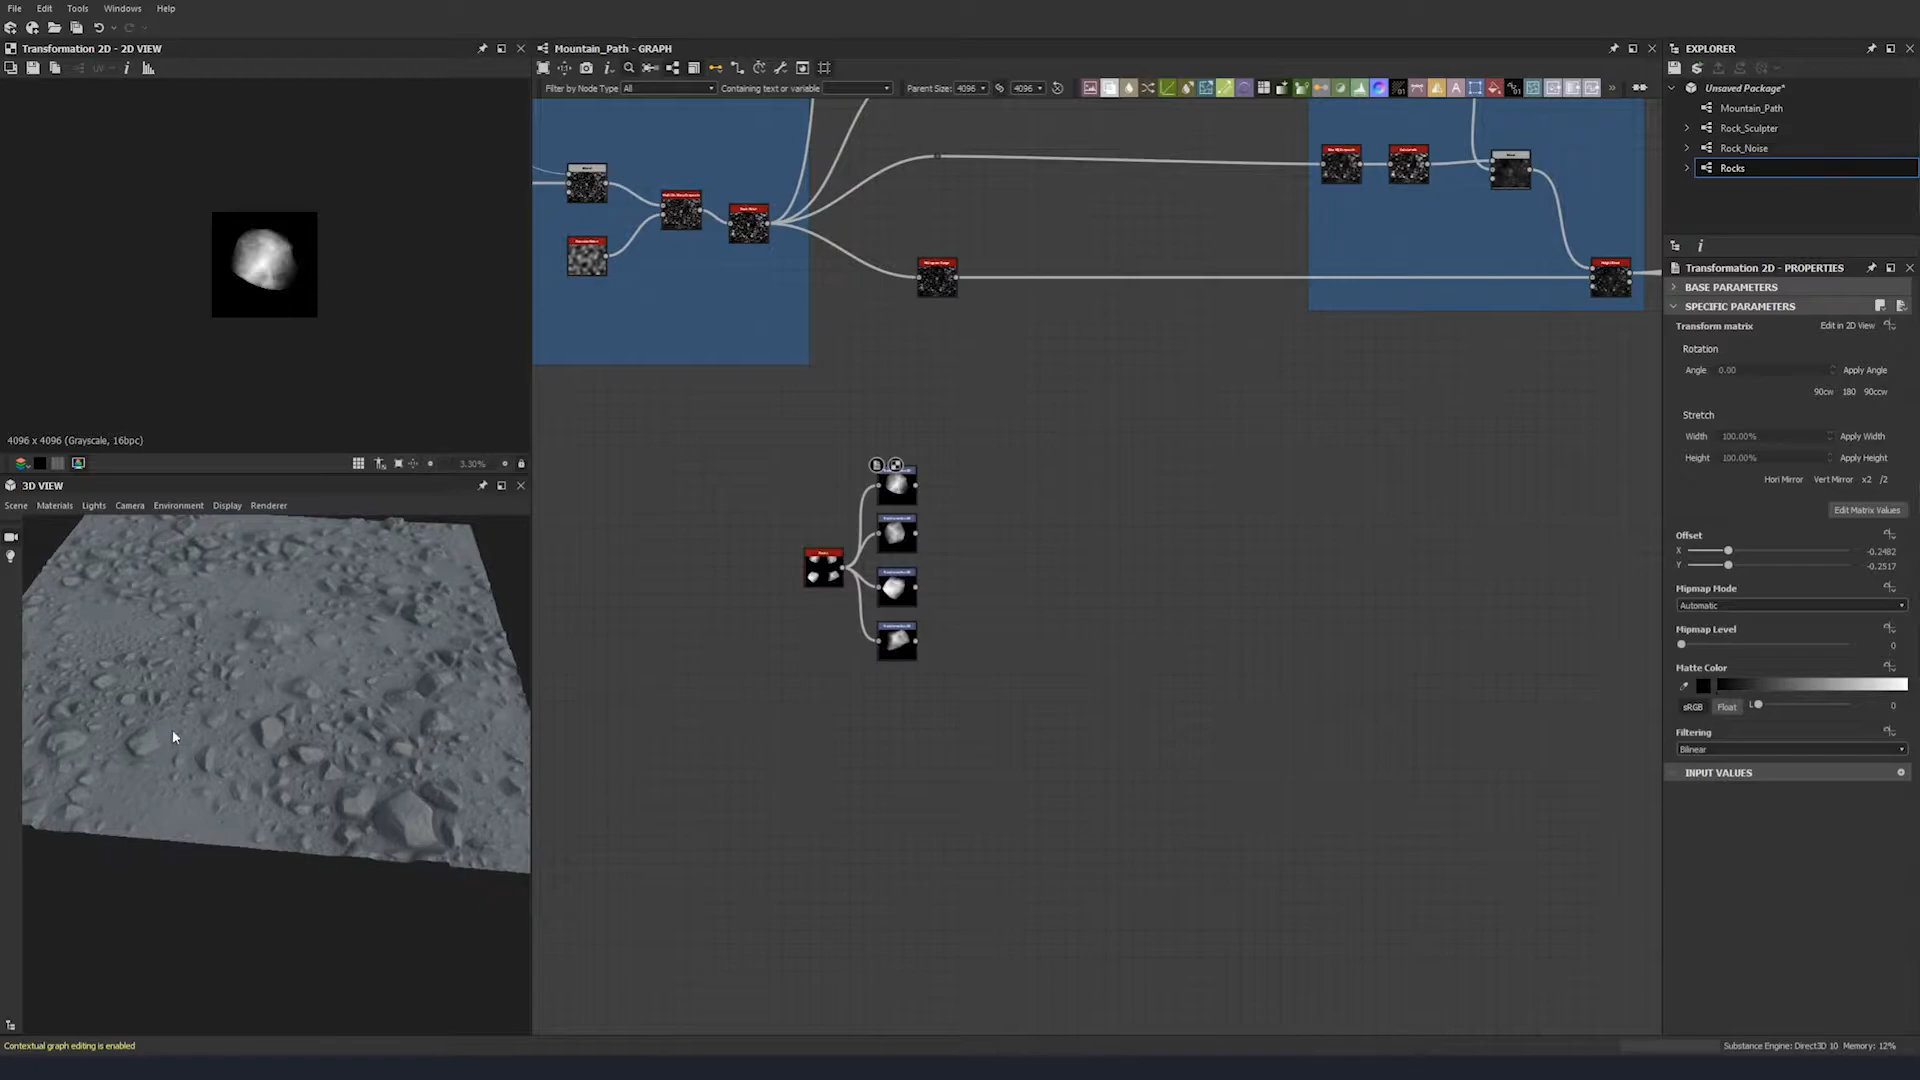 File Edit Tools Windows Help
Transformation 2D - 2D VIEW
4096 x 4096 (Grayscale, 16bpc)
3.30%
3D VIEW
Scene Materials Lights Camera Environment Display Renderer
Contextual graph editing is enabled
Mountain_Path - GRAPH
Filter by Node Type All Containing text or variable Parent Size: 4096 4096
EXPLORER
Unsaved Package*
Mountain_Path
Rock_Sculpter
Rock_Noise
Rocks
Transformation 2D - PROPERTIES
BASE PARAMETERS
SPECIFIC PARAMETERS
Transform matrix Edit in 2D View
Rotation
Angle 0.00 Apply Angle
90cw 180 90ccw
Stretch
Width 100.00% Apply Width
Height 100.00% Apply Height
Hori Mirror Vert Mirror x2 /2
Edit Matrix Values
Offset
X -0.2482
Y -0.2517
Mipmap Mode
Automatic
Mipmap Level
0
Matte Color
sRGB Float L 0
Filtering
Bilinear
INPUT VALUES
Substance Engine: Direct3D 10 Memory: 12%